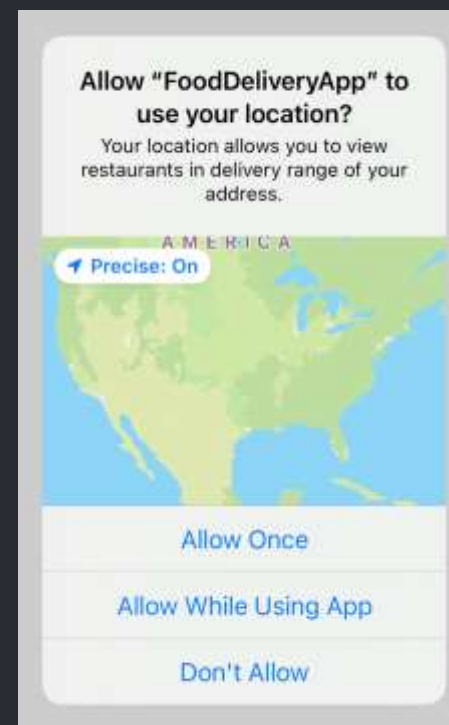 Allow “FoodDeliveryApp” to
use your location?
Your location allows you to view
restaurants in delivery range of your
address.
AMERICA
Precise: On
Allow Once
Allow While Using App
Don't Allow